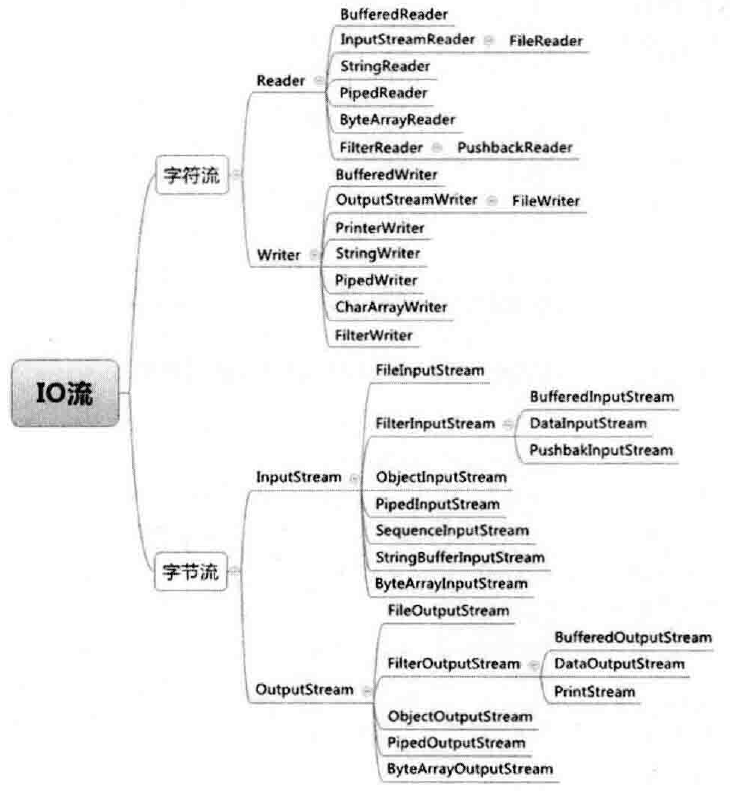 IO流
字符流
Reader
BufferedReader
InputStreamReader
FileReader
StringReader
PipedReader
ByteArrayReader
FilterReader
PushbackReader
Writer
BufferedWriter
OutputStreamWriter
FileWriter
PrinterWriter
StringWriter
PipedWriter
CharArrayWriter
FilterWriter
字节流
InputStream
FileInputStream
FilterInputStream
BufferedInputStream
DataInputStream
PushbakInputStream
ObjectInputStream
PipedInputStream
SequenceInputStream
StringBufferInputStream
ByteArrayInputStream
OutputStream
FileOutputStream
FilterOutputStream
BufferedOutputStream
DataOutputStream
PrintStream
ObjectOutputStream
PipedOutputStream
ByteArrayOutputStream